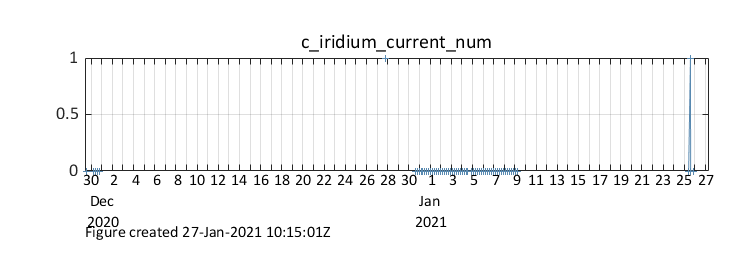 c_iridium_current_num
1
0.5
0
30 2 4 6 8 10 12 14 16 18 20 22 24 26 28 30 1 3 5 7 9 11 13 15 17 19 21 23 25 27
Dec Jan
2020 2021
Figure created 27-Jan-2021 10:15:01Z